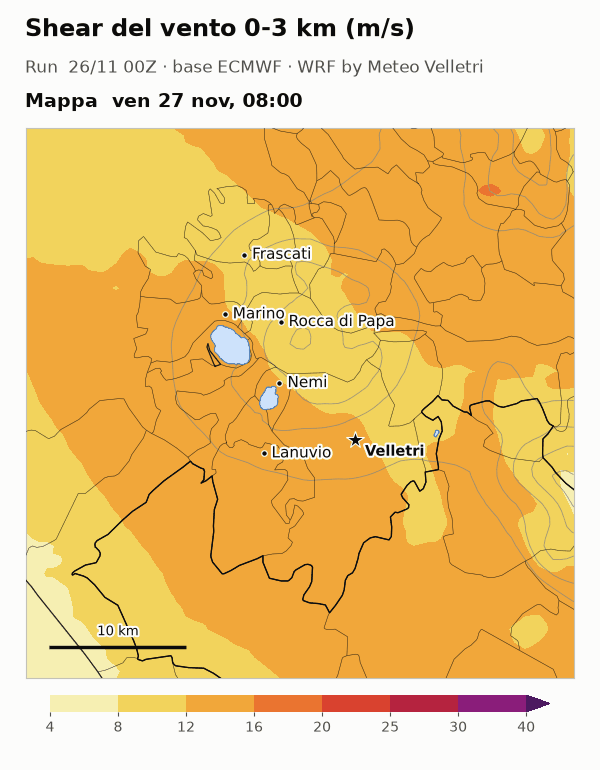 Shear del vento 0-3 km (m/s)
Run  26/11 00Z · base ECMWF · WRF by Meteo Velletri
Mappa  ven 27 nov, 08:00
Frascati
Marino
Rocca di Papa
Nemi
Velletri
Lanuvio
10 km
4 8 12 16 20 25 30 40